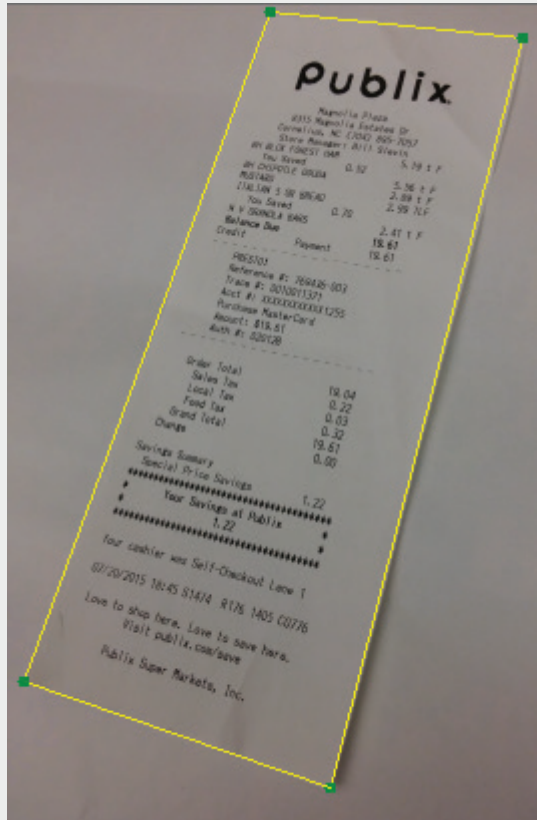 Publix
Magnolia Plaza
8315 Magnolia Estates Dr
Cornelius, NC (704) 895-7057
Store Manager: Bill Slevin
BH BLCK FOREST HAM 5.19 t F
You Saved 0.52
BH CHIPOTLE GOUDA 5.56 t F
MUSTARD 2.89 t F
ITALIAN 5 GR BREAD 2.99 TLF
You Saved 0.70
N V GRANOLA BARS 2.41 t F
Balance Due 19.61
Credit Payment 19.61
PRESTO!
Reference #: 769436-003
Trace #: 0010011371
Acct #: XXXXXXXXXXXX1255
Purchase MasterCard
Amount: $19.61
Auth #: 02012B
Order Total 19.04
Sales Tax 0.22
Local Tax 0.03
Food Tax 0.32
Grand Total 19.61
Change 0.00
Savings Summary
Special Price Savings 1.22
Your Savings at Publix
1.22
Your cashier was Self-Checkout Lane 1
07/20/2015 18:45 S1474 R176 1405 C0776
Love to shop here. Love to save here.
Visit publix.com/save
Publix Super Markets, Inc.